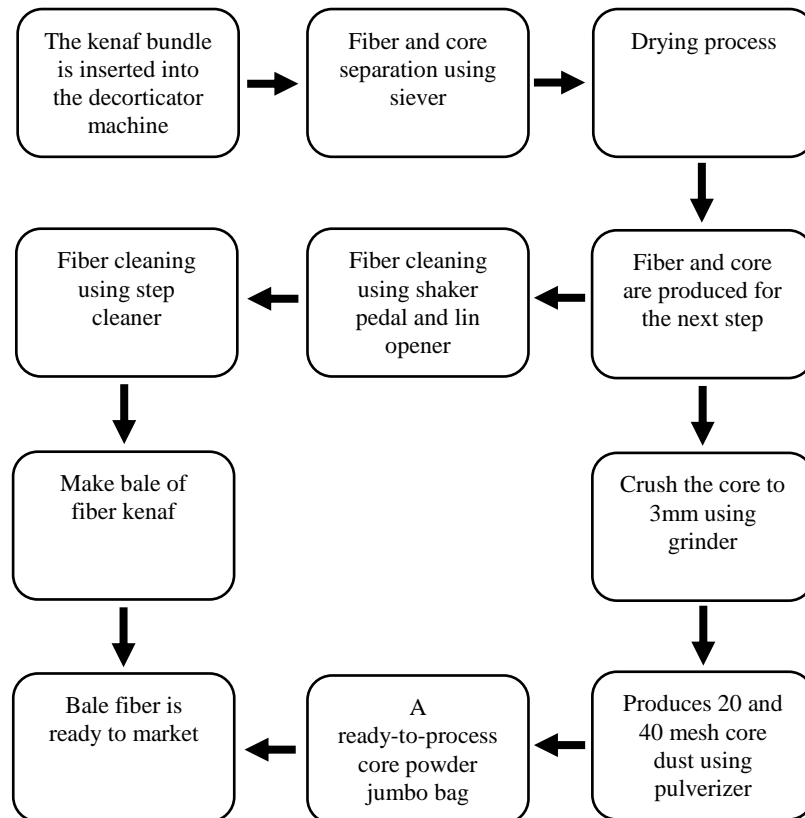 The kenaf bundle
is inserted into
the decorticator
machine
Fiber and core
separation using
siever
Drying process
Fiber cleaning
using step
cleaner
Fiber cleaning
using shaker
pedal and lin
opener
Fiber and core
are produced for
the next step
Make bale of
fiber kenaf
Crush the core to
3mm using
grinder
Bale fiber is
ready to market
A
ready-to-process
core powder
jumbo bag
Produces 20 and
40 mesh core
dust using
pulverizer